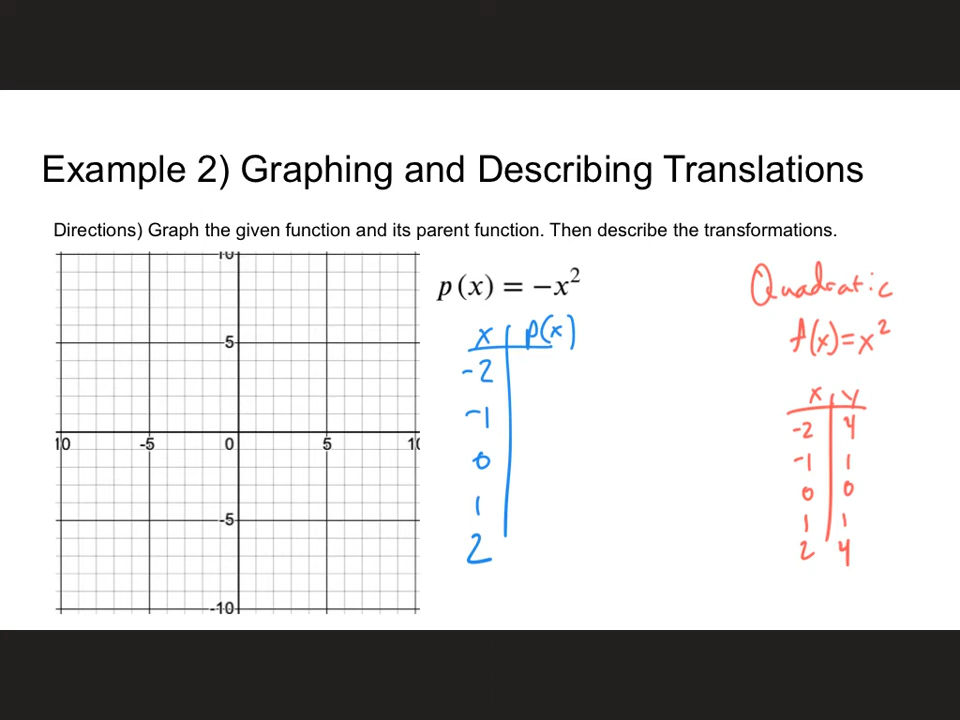 Example 2) Graphing and Describing Translations
Directions) Graph the given function and its parent function. Then describe the transformations.
10
5
10 -5 0 5 10
-5
-10
p(x) = −x²
x p(x)
-2
-1
0
1
2
Quadratic
f(x)=x²
x y
-2 4
-1 1
0 0
1 1
2 4